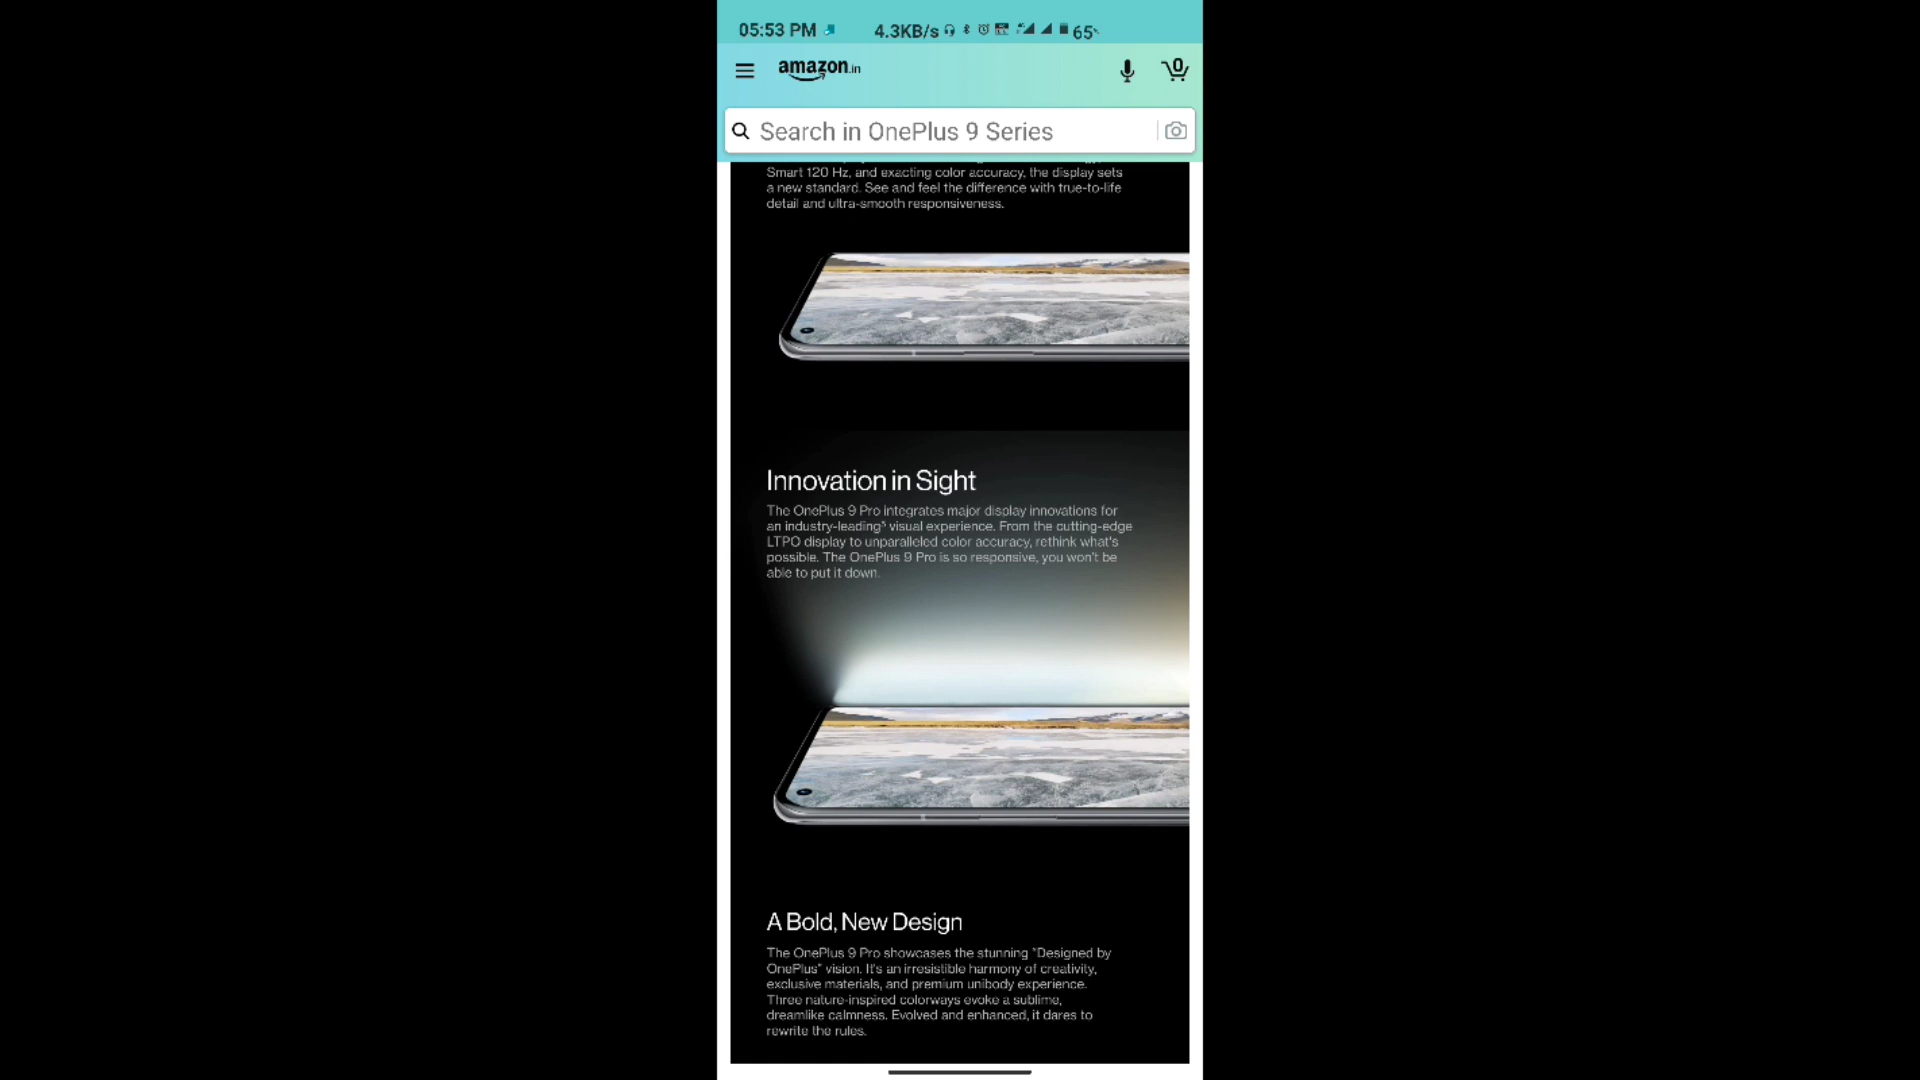 05:53 PM 4.3KB/s 65
amazon.in
0
Search in OnePlus 9 Series
Smart 120 Hz, and exacting color accuracy, the display sets
a new standard. See and feel the difference with true-to-life
detail and ultra-smooth responsiveness.
Innovation in Sight
The OnePlus 9 Pro integrates major display innovations for
an industry-leading⁵ visual experience. From the cutting-edge
LTPO display to unparalleled color accuracy, rethink what's
possible. The OnePlus 9 Pro is so responsive, you won't be
able to put it down.
A Bold, New Design
The OnePlus 9 Pro showcases the stunning "Designed by
OnePlus" vision. It's an irresistible harmony of creativity,
exclusive materials, and premium unibody experience.
Three nature-inspired colorways evoke a sublime,
dreamlike calmness. Evolved and enhanced, it dares to
rewrite the rules.